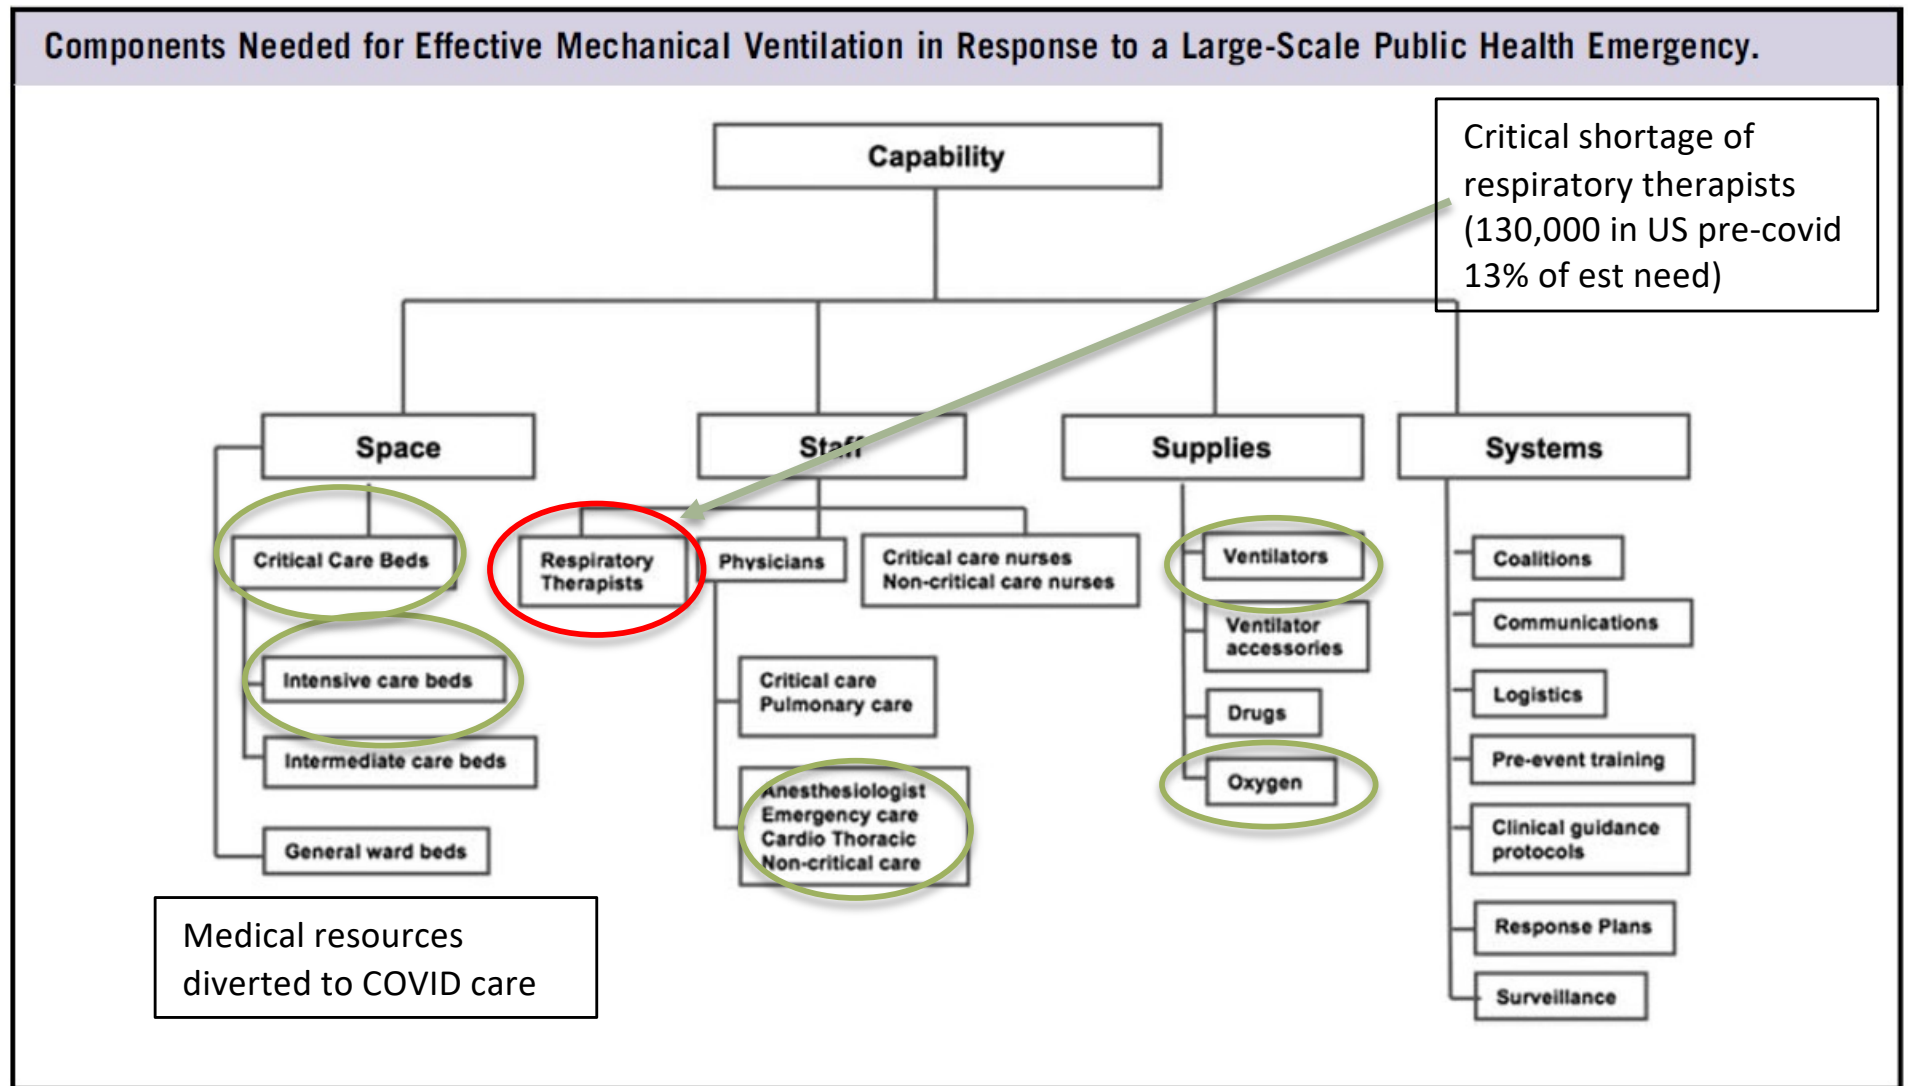 Components Needed for Effective Mechanical Ventilation in Response to a Large-Scale Public Health Emergency.
Capability
Critical shortage of
respiratory therapists
(130,000 in US pre-covid
13% of est need)
Space
Staff
Supplies
Systems
Critical Care Beds
Intensive care beds
Intermediate care beds
General ward beds
Respiratory
Therapists
Physicians
Critical care nurses
Non-critical care nurses
Critical care
Pulmonary care
Anesthesiologist
Emergency care
Cardio Thoracic
Non-critical care
Ventilators
Ventilator
accessories
Drugs
Oxygen
Coalitions
Communications
Logistics
Pre-event training
Clinical guidance
protocols
Response Plans
Surveillance
Medical resources
diverted to COVID care